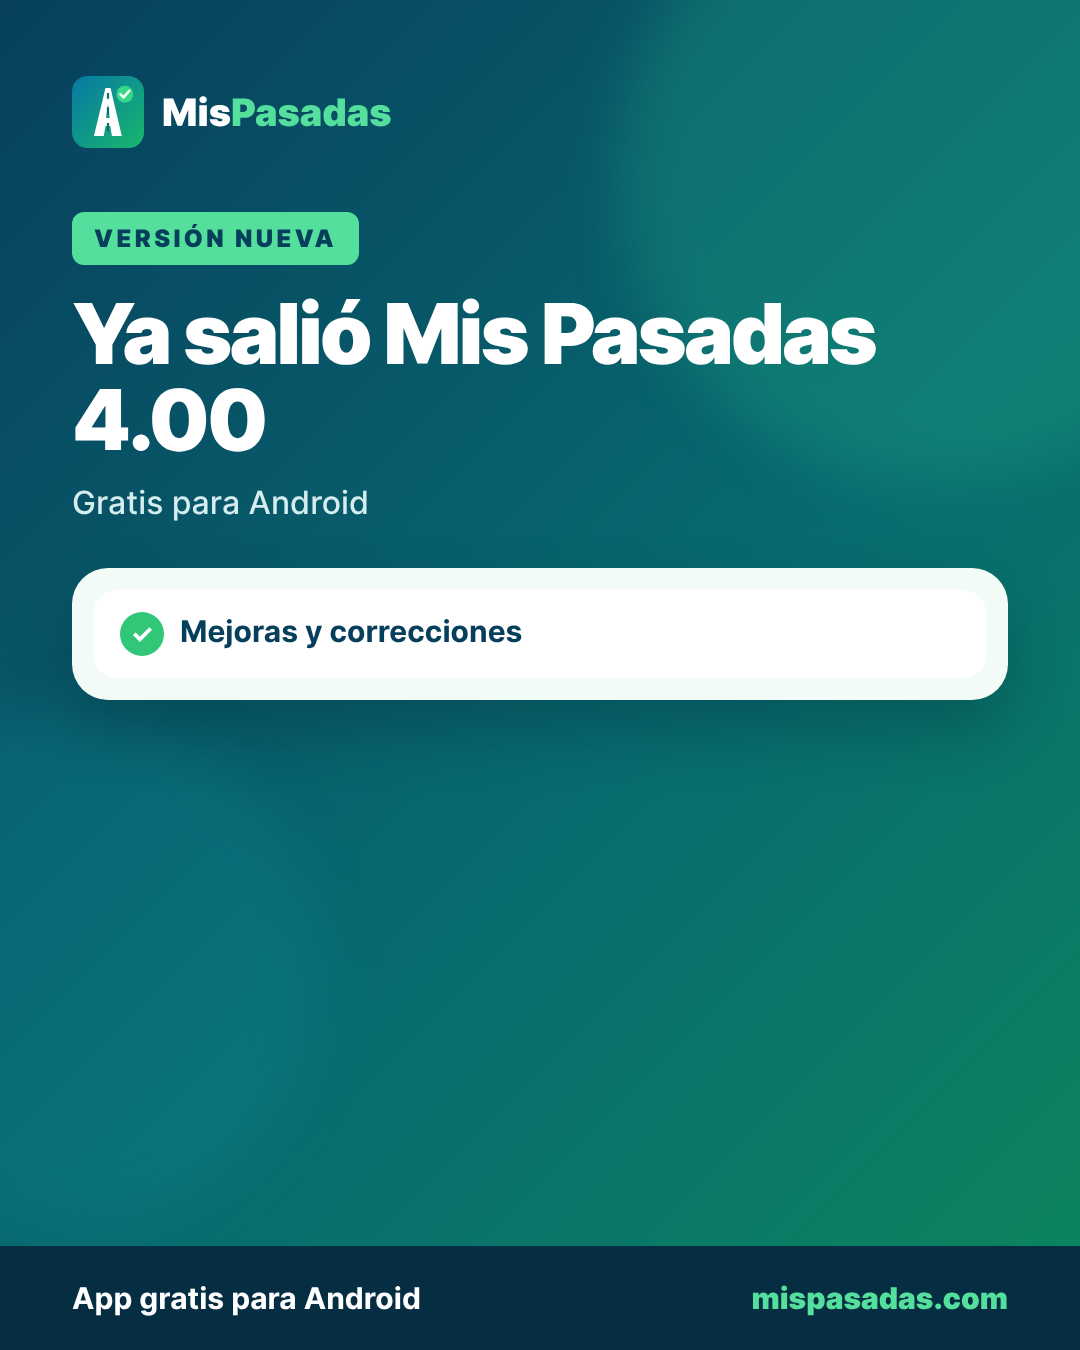 MisPasadas
VERSIÓN NUEVA
Ya salió Mis Pasadas
4.00
Gratis para Android
Mejoras y correcciones
App gratis para Android
mispasadas.com